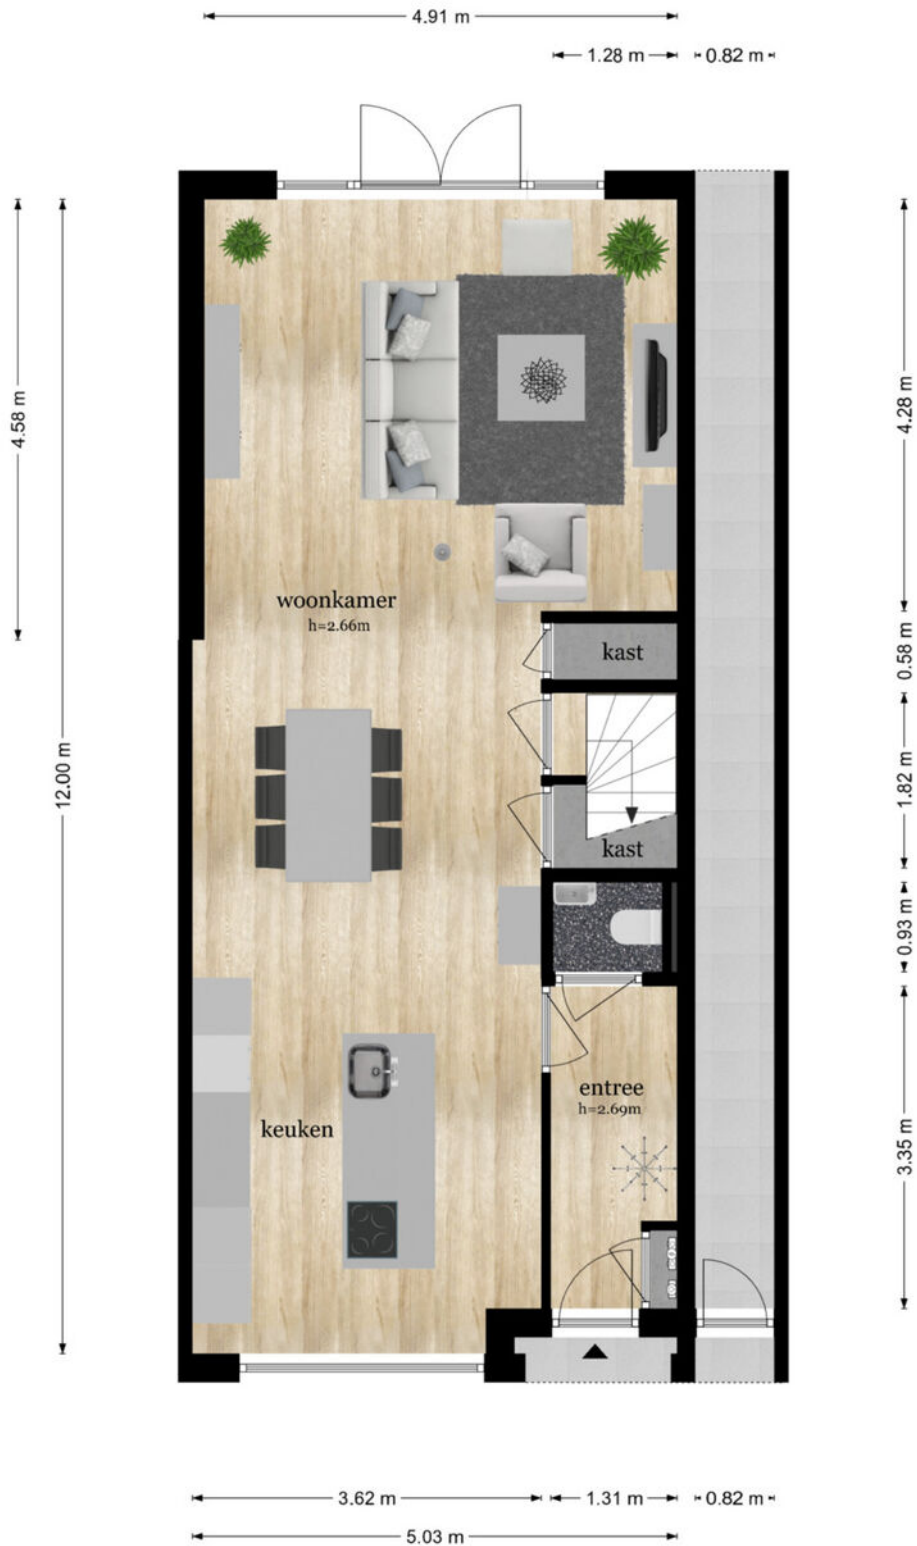 4.91 m
1.28 m
0.82 m
4.58 m
12.00 m
4.28 m
woonkamer
h=2.66m
kast
0.58 m
1.82 m
kast
0.93 m
entree
h=2.69m
keuken
3.35 m
3.62 m
1.31 m
0.82 m
5.03 m